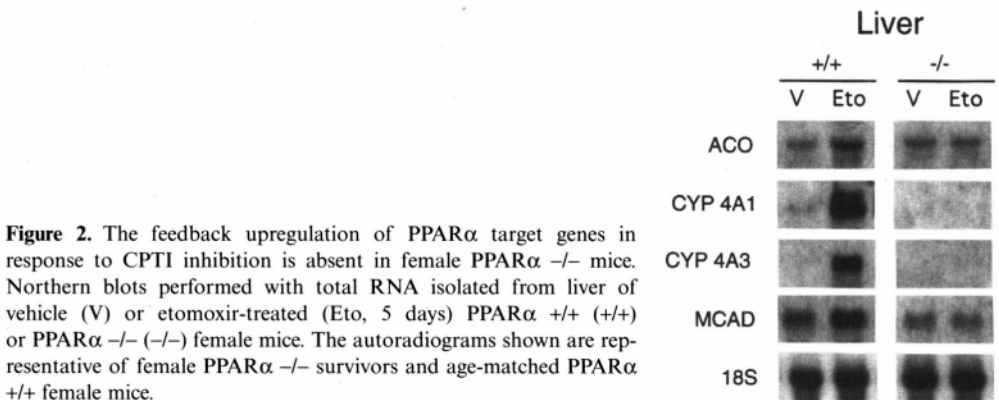 Liver
+/+ -/-
V Eto V Eto
ACO
CYP 4A1
CYP 4A3
MCAD
18S
Figure 2. The feedback upregulation of PPARα target genes in
response to CPTI inhibition is absent in female PPARα –/– mice.
Northern blots performed with total RNA isolated from liver of
vehicle (V) or etomoxir-treated (Eto, 5 days) PPARα +/+ (+/+)
or PPARα –/– (–/–) female mice. The autoradiograms shown are rep-
resentative of female PPARα –/– survivors and age-matched PPARα
+/+ female mice.